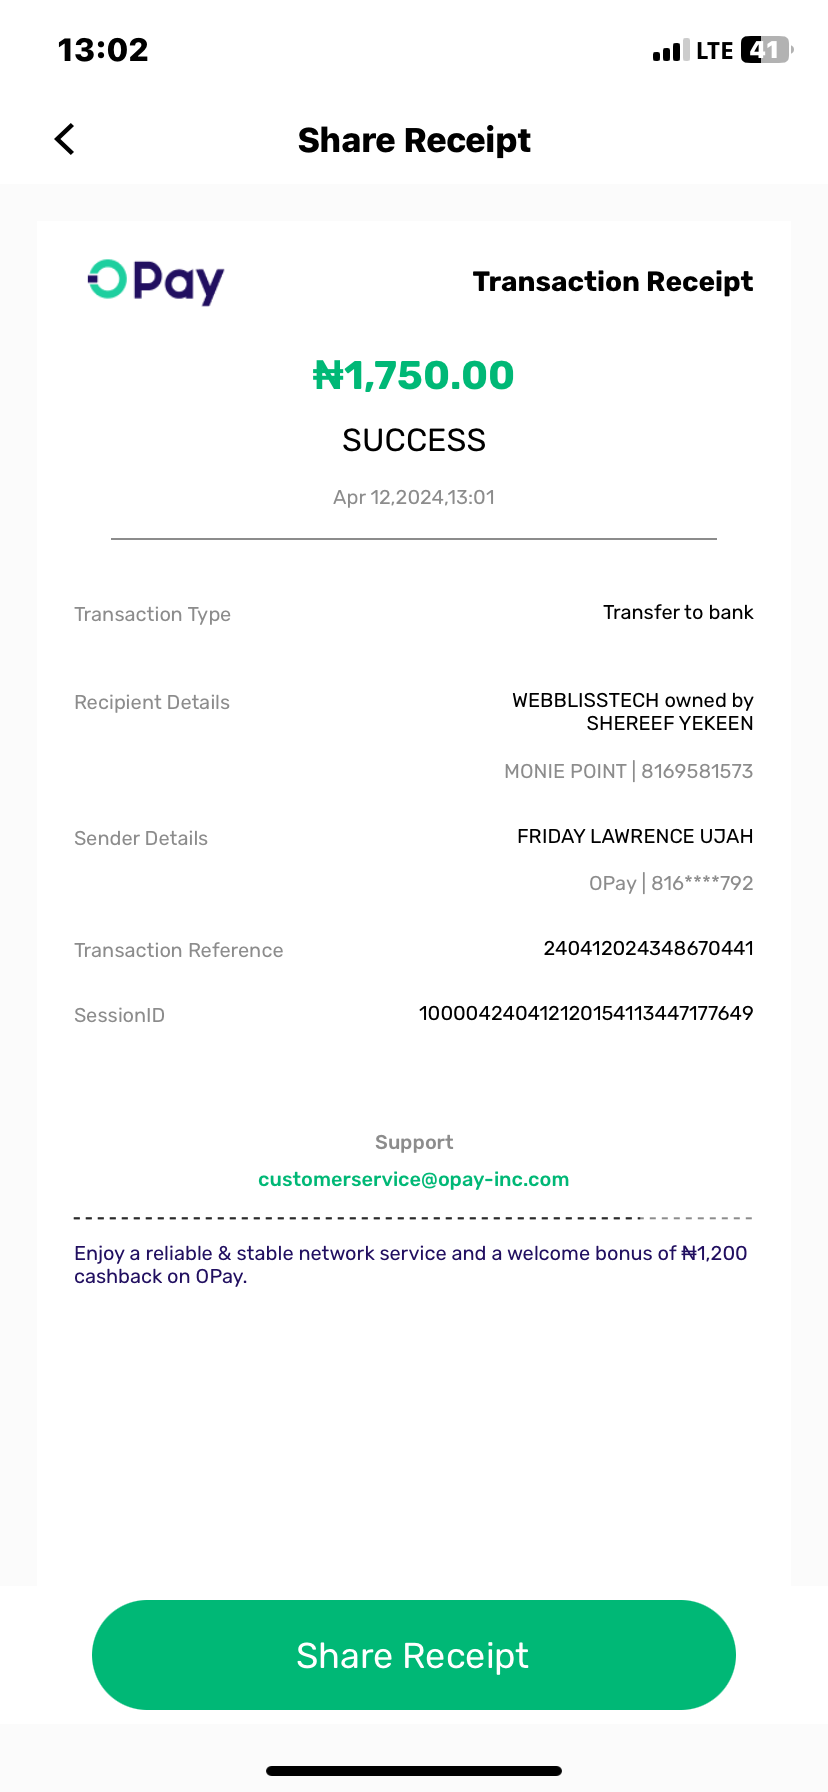 13:02
LTE 41
Share Receipt
OPay
Transaction Receipt
₦1,750.00
SUCCESS
Apr 12,2024,13:01
Transaction Type
Transfer to bank
Recipient Details
WEBBLISSTECH owned by
SHEREEF YEKEEN
MONIE POINT | 8169581573
Sender Details
FRIDAY LAWRENCE UJAH
OPay | 816****792
Transaction Reference
240412024348670441
SessionID
100004240412120154113447177649
Support
customerservice@opay-inc.com
Enjoy a reliable & stable network service and a welcome bonus of ₦1,200
cashback on OPay.
Share Receipt